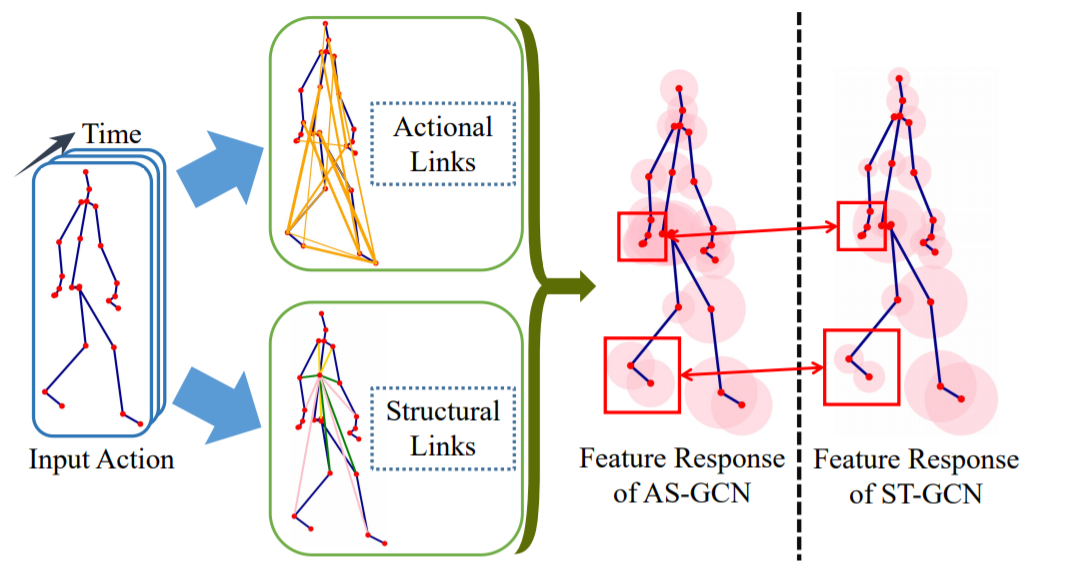 Time
Input Action
Actional
Links
Structural
Links
Feature Response
of AS-GCN
Feature Response
of ST-GCN